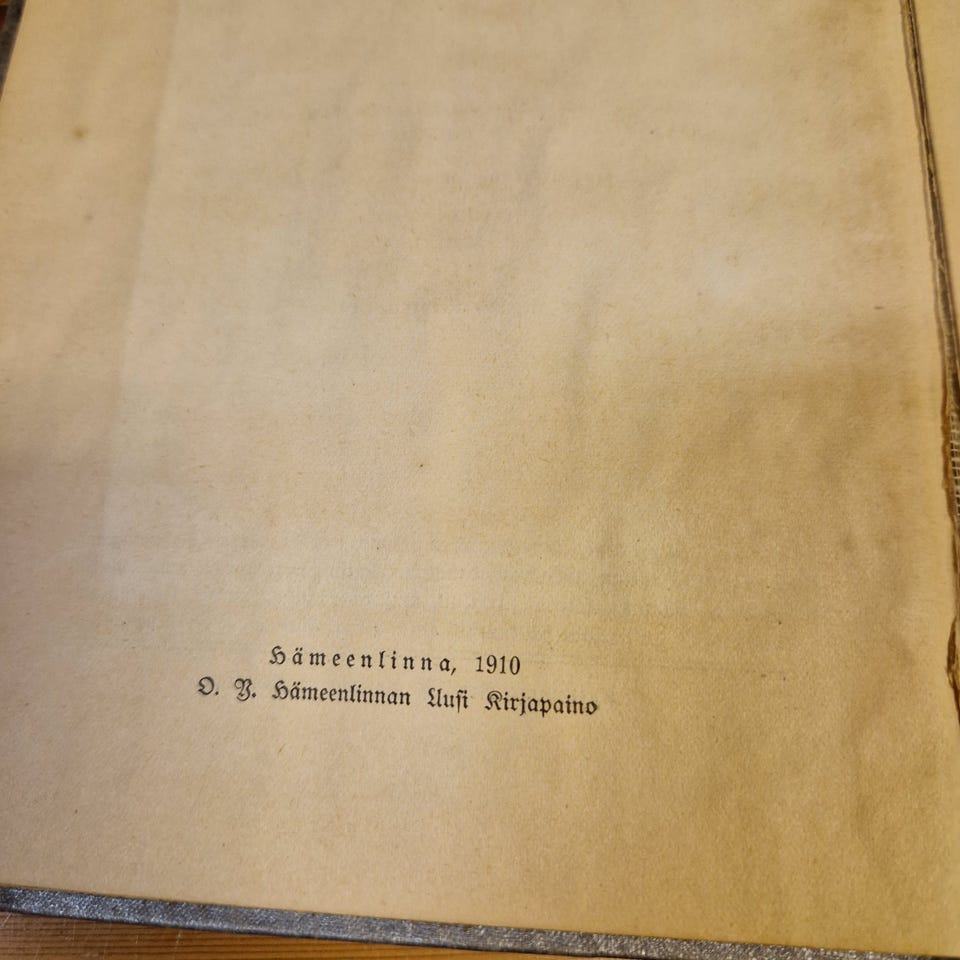 Hämeenlinna, 1910
O. Y. Hämeenlinnan Uusi Kirjapaino